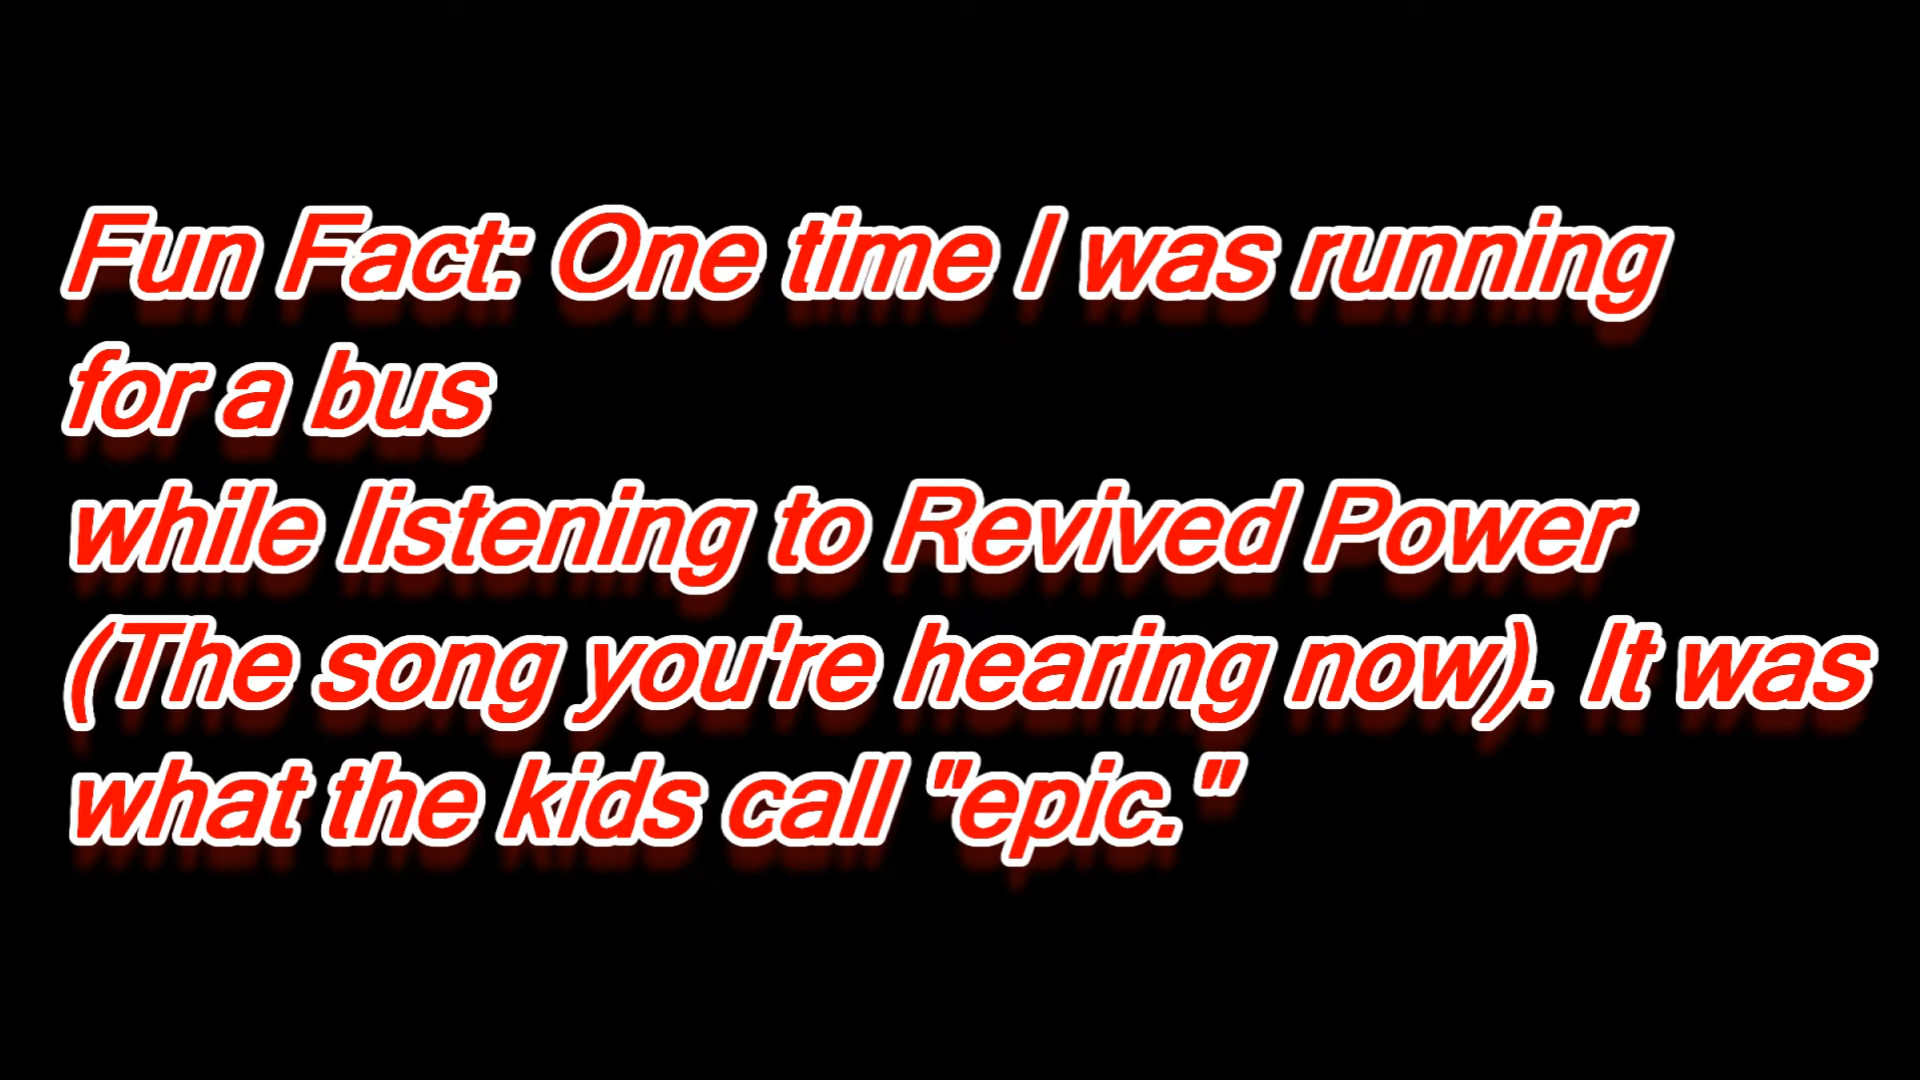 Fun Fact: One time I was running
for a bus
while listening to Revived Power
(The song you're hearing now). It was
what the kids call "epic."